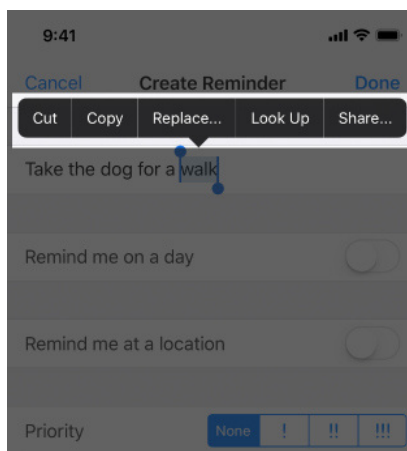 9:41
Cancel Create Reminder Done
Cut Copy Replace... Look Up Share...
Take the dog for a walk
Remind me on a day
Remind me at a location
Priority None ! !! !!!